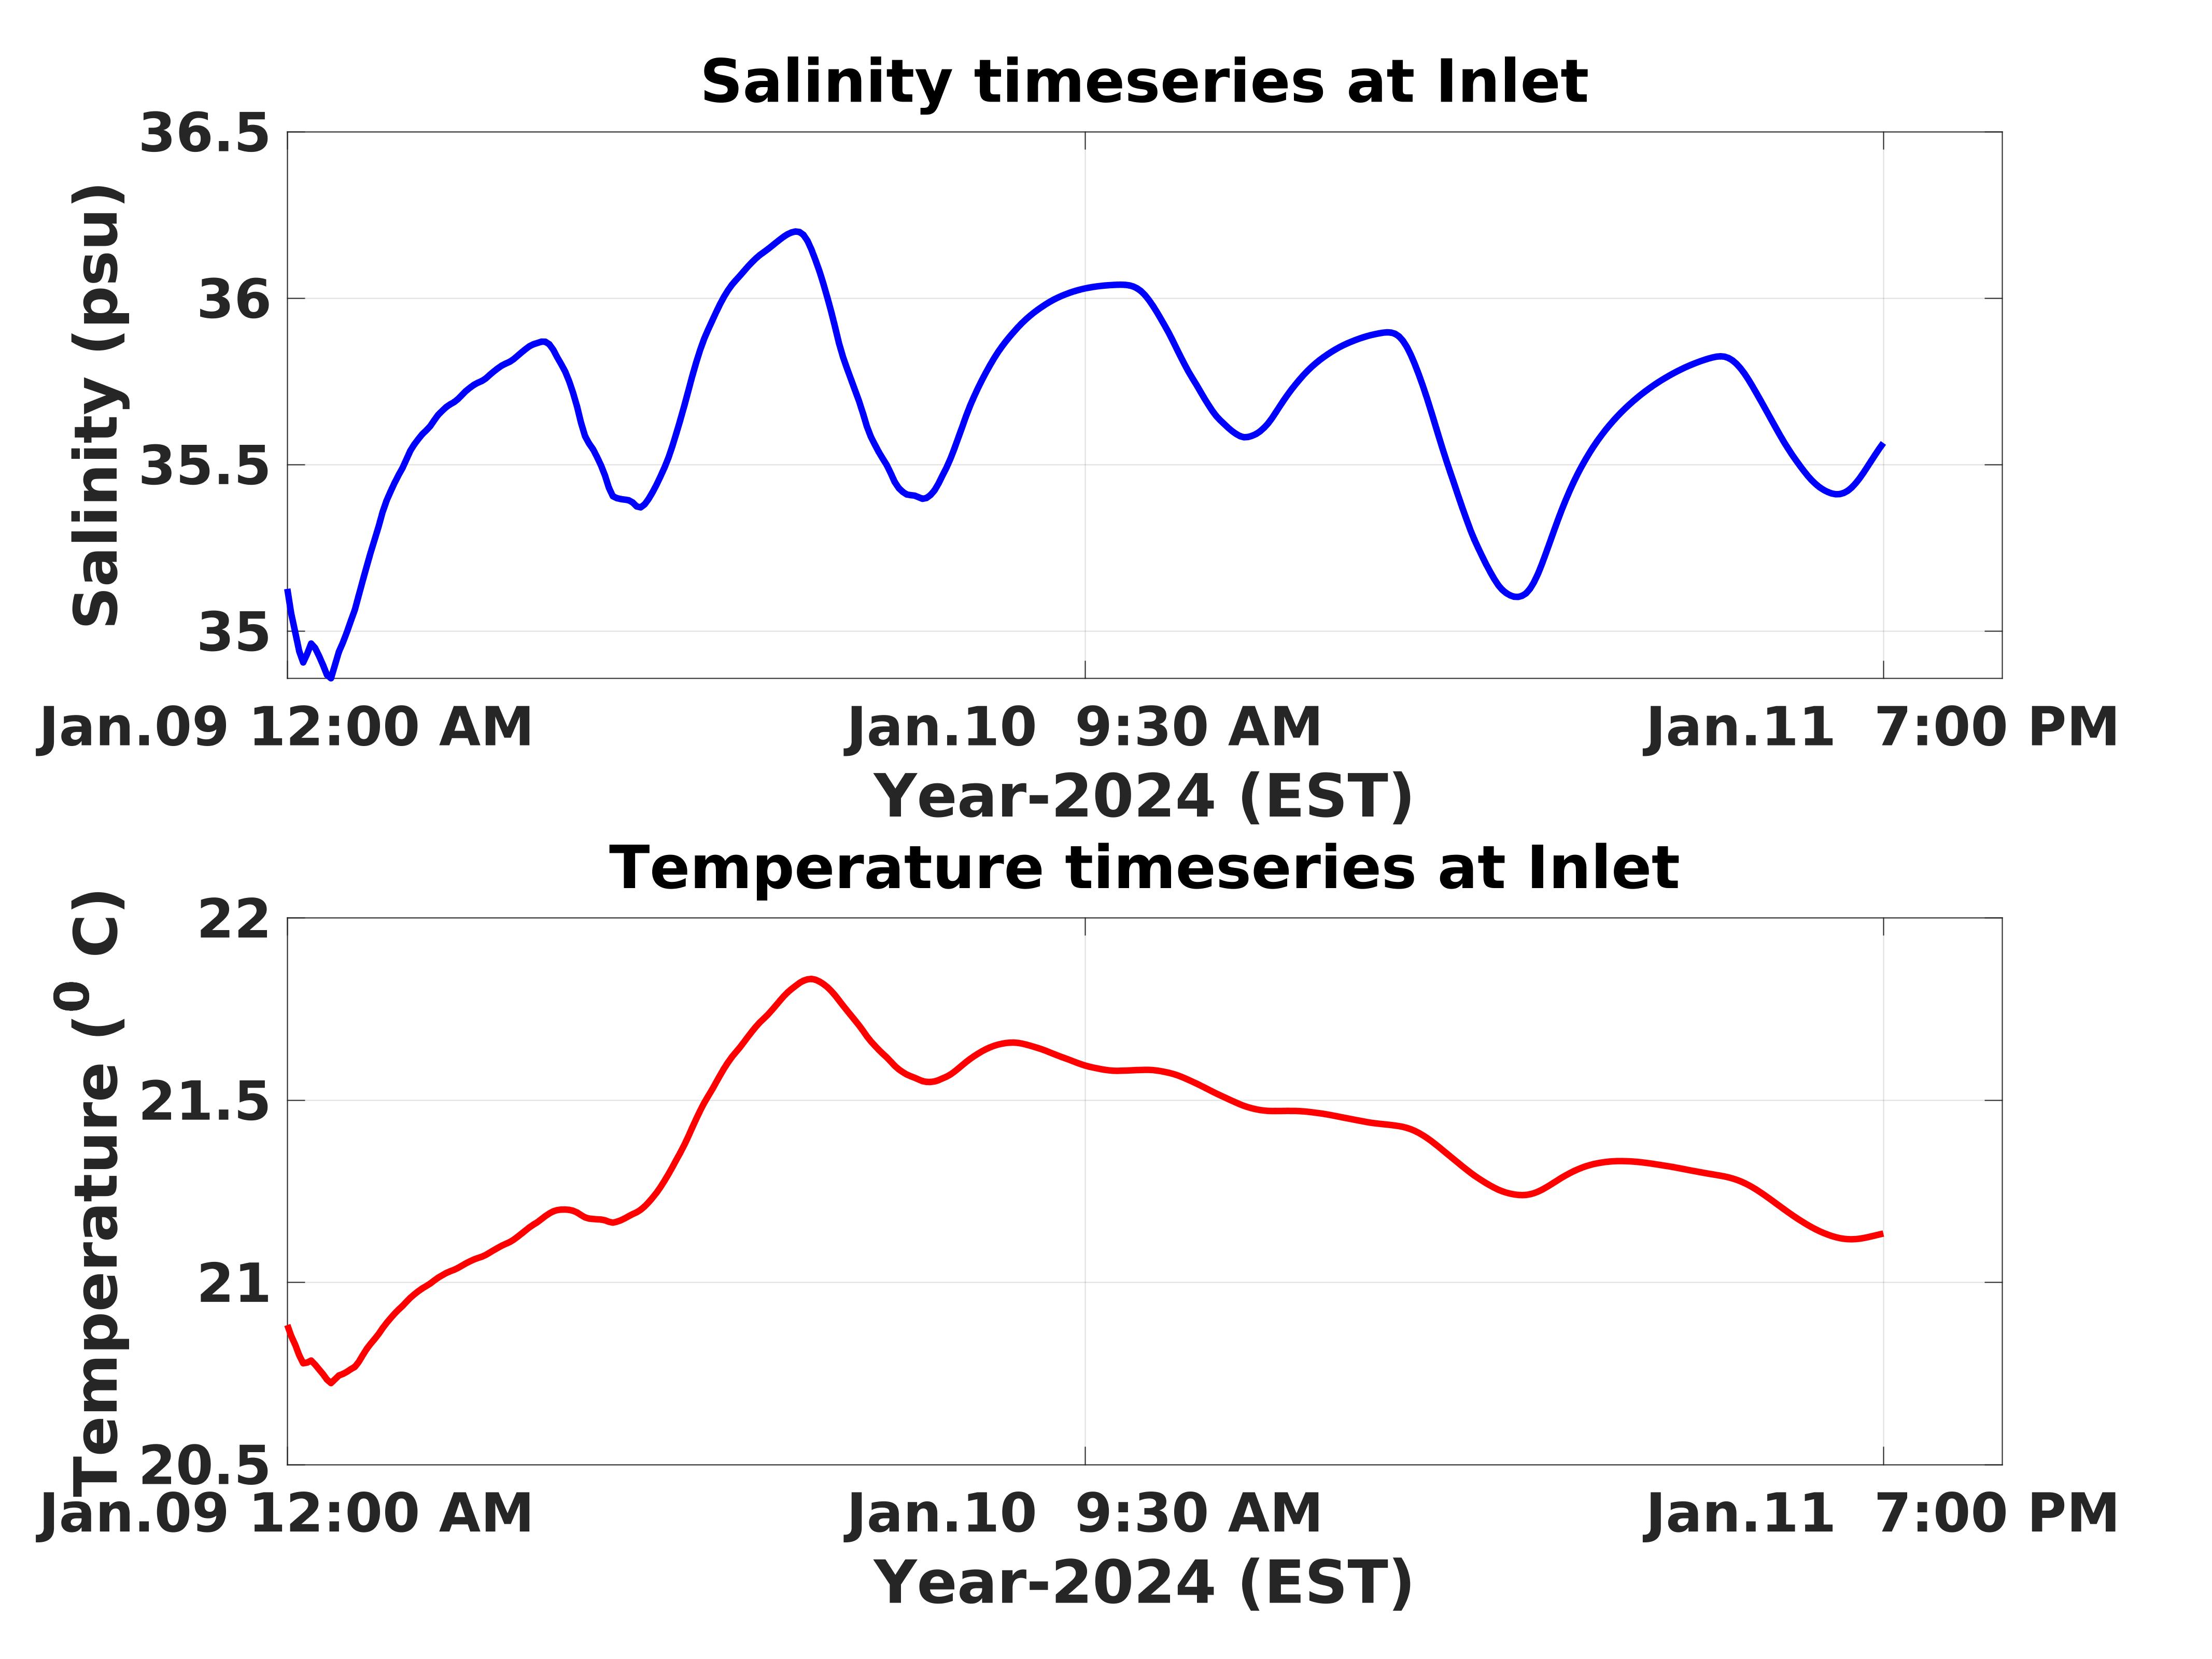 Salinity timeseries at Inlet
Salinity (psu)
36.5
36
35.5
35
Jan.09 12:00 AM
Jan.10  9:30 AM
Jan.11  7:00 PM
Year-2024 (EST)
Temperature timeseries at Inlet
Temperature (⁰ C)
22
21.5
21
20.5
Jan.09 12:00 AM
Jan.10  9:30 AM
Jan.11  7:00 PM
Year-2024 (EST)